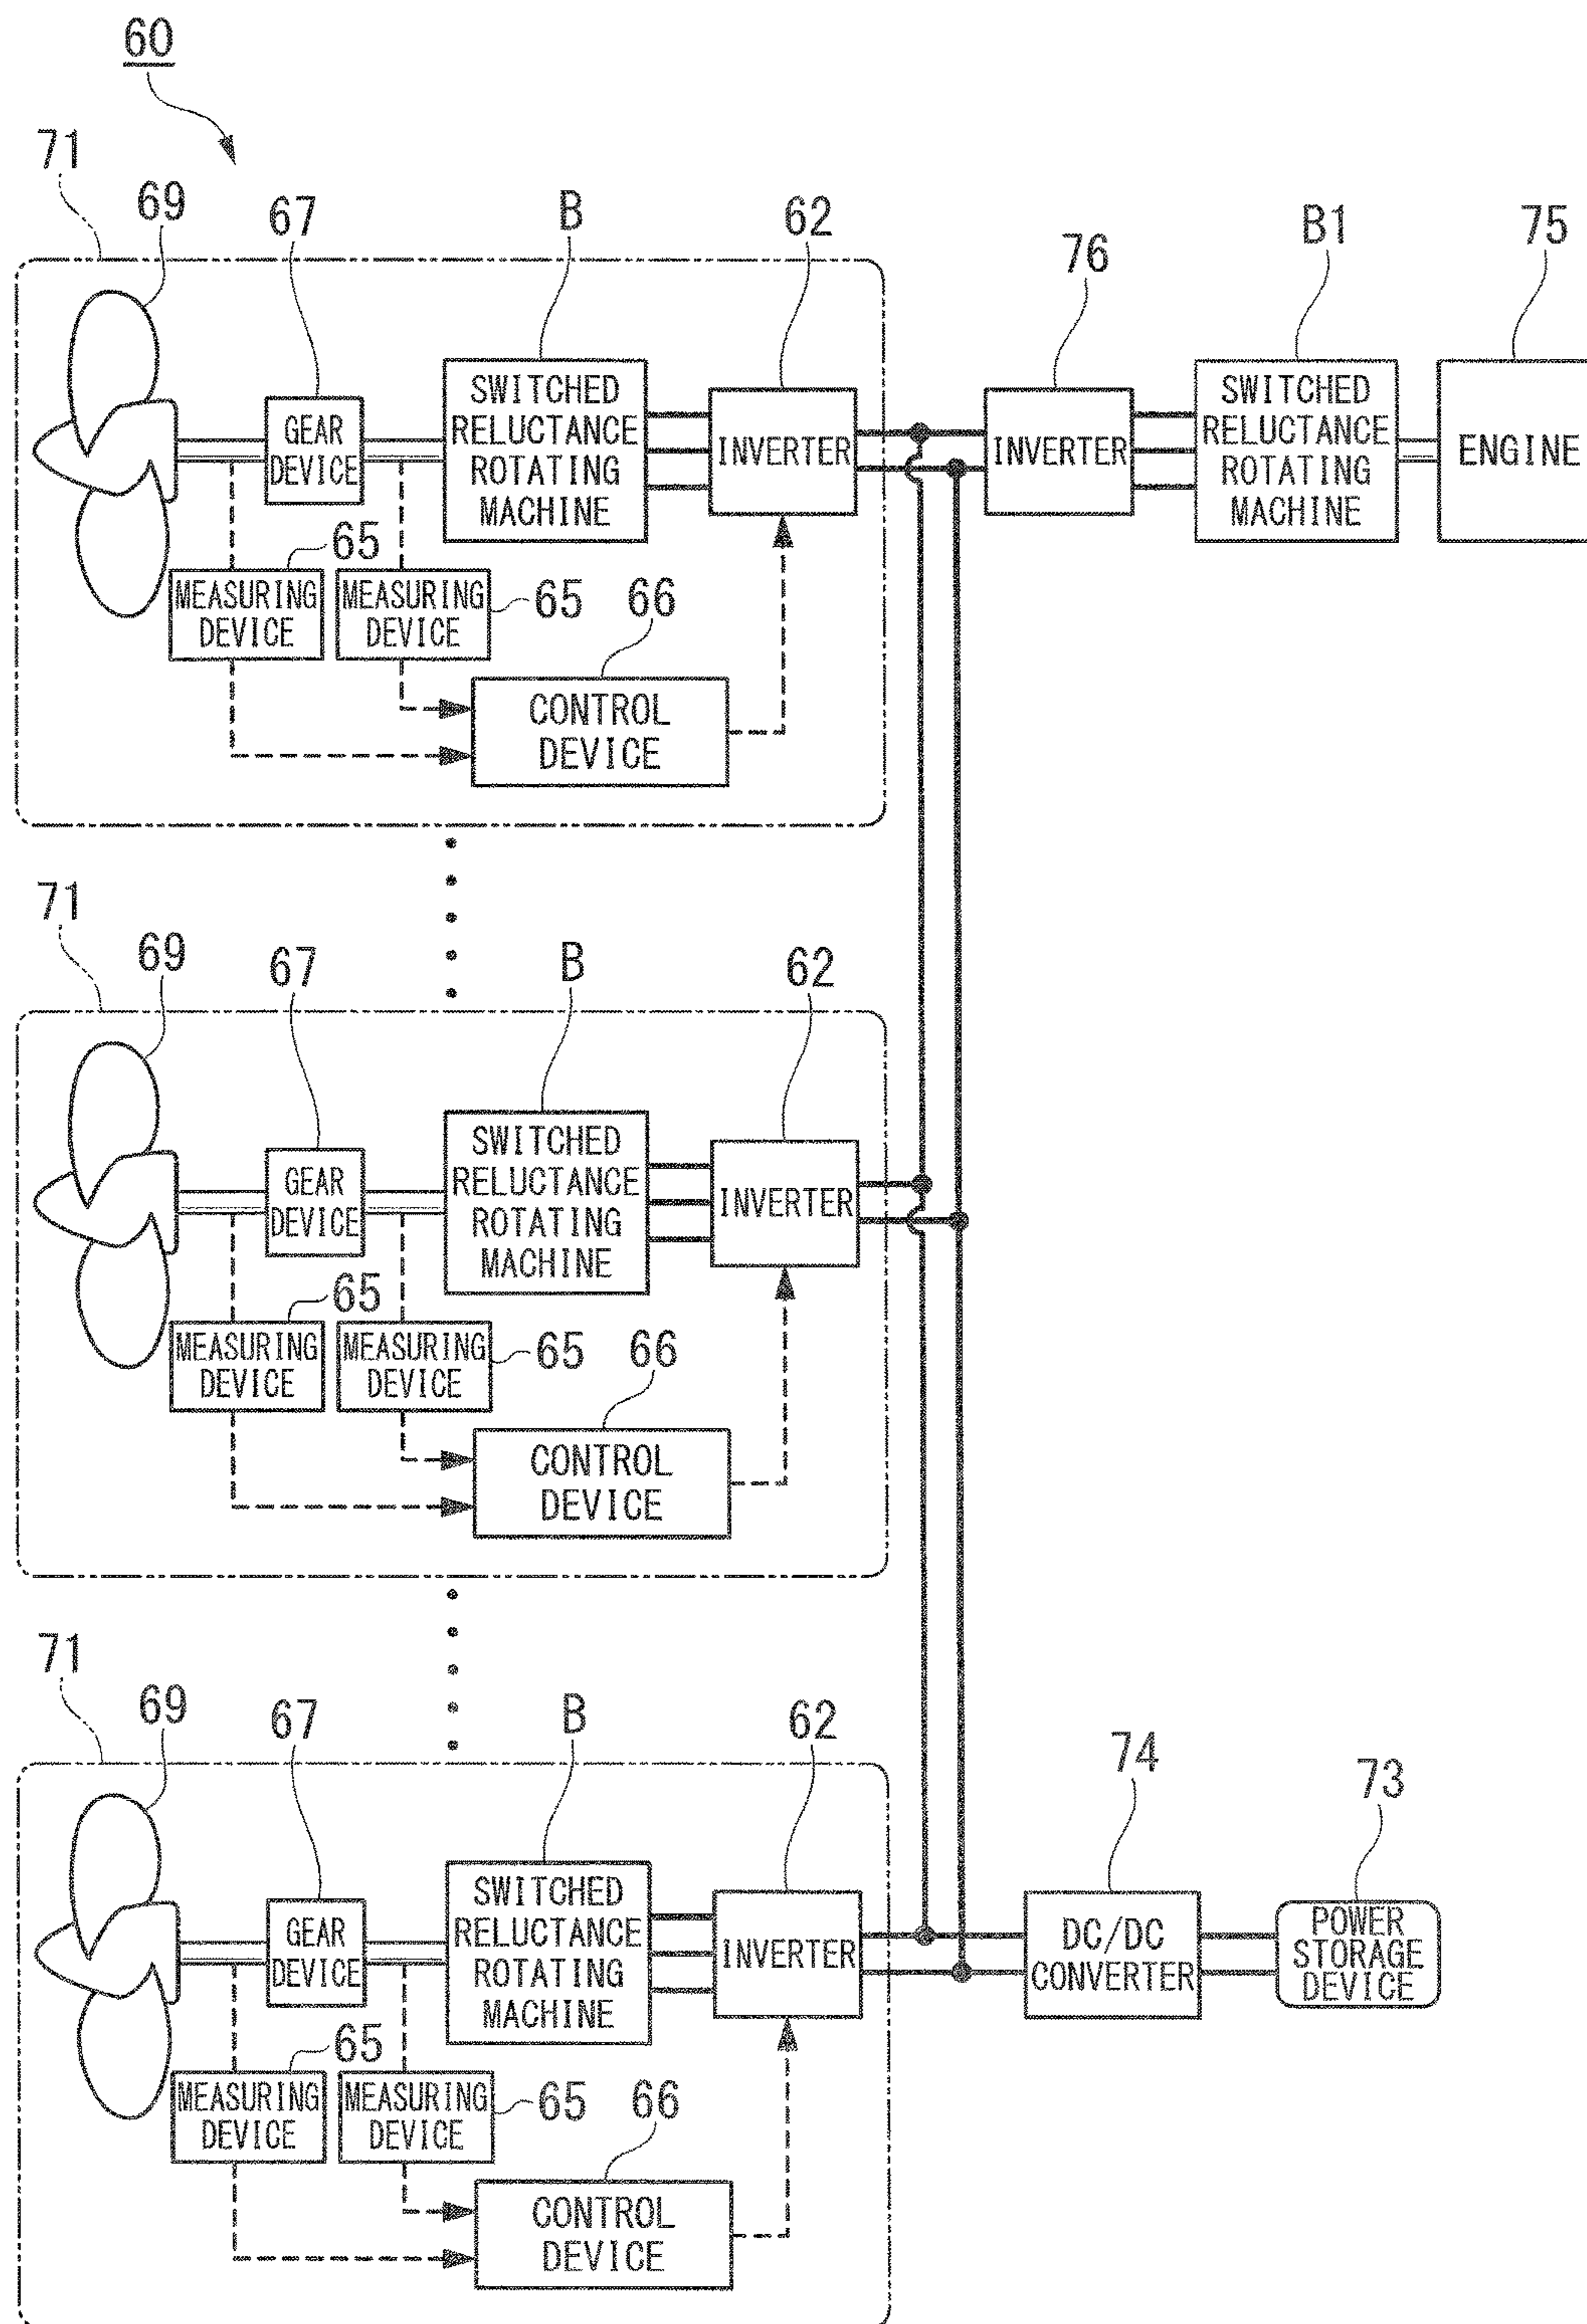 60
71
69
67
B
62
76
B1
75
GEAR
DEVICE
SWITCHED
RELUCTANCE
ROTATING
MACHINE
INVERTER
INVERTER
SWITCHED
RELUCTANCE
ROTATING
MACHINE
ENGINE
65
MEASURING
DEVICE
MEASURING
DEVICE
65
66
CONTROL
DEVICE
71
69
67
B
62
GEAR
DEVICE
SWITCHED
RELUCTANCE
ROTATING
MACHINE
INVERTER
65
MEASURING
DEVICE
MEASURING
DEVICE
65
66
CONTROL
DEVICE
71
69
67
B
62
74
73
GEAR
DEVICE
SWITCHED
RELUCTANCE
ROTATING
MACHINE
INVERTER
DC/DC
CONVERTER
POWER
STORAGE
DEVICE
65
MEASURING
DEVICE
MEASURING
DEVICE
65
66
CONTROL
DEVICE